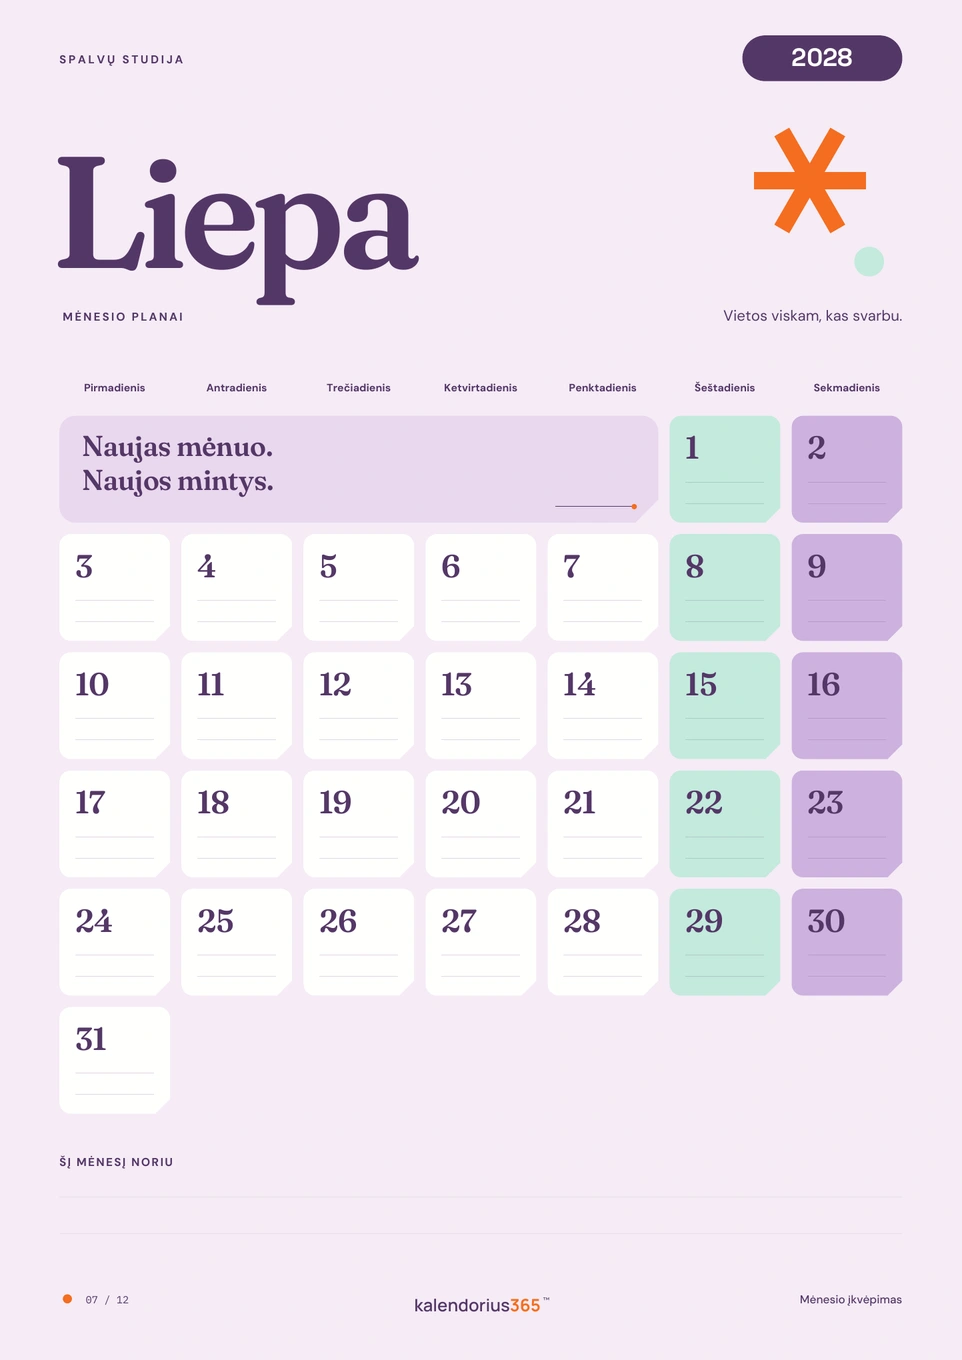 SPALVŲ STUDIJA
2028
Liepa
MĖNESIO PLANAI
Vietos viskam, kas svarbu.
Pirmadienis Antradienis Trečiadienis Ketvirtadienis Penktadienis Šeštadienis Sekmadienis
Naujas mėnuo.
Naujos mintys.
1 2
3 4 5 6 7 8 9
10 11 12 13 14 15 16
17 18 19 20 21 22 23
24 25 26 27 28 29 30
31
ŠĮ MĖNESĮ NORIU
07 / 12
kalendorius365™
Mėnesio įkvėpimas